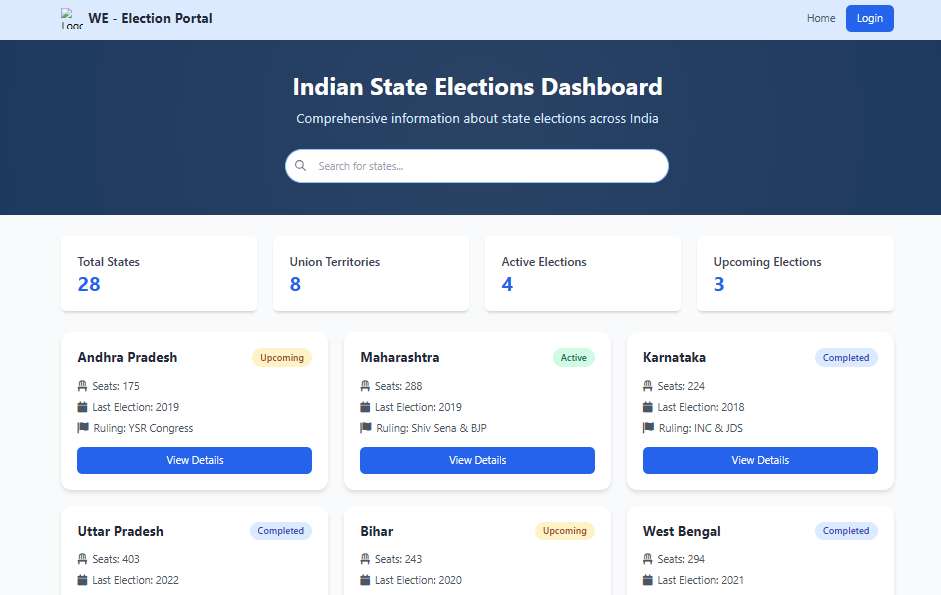 Logo WE - Election Portal Home Login
Indian State Elections Dashboard
Comprehensive information about state elections across India
Search for states...
Total States
28
Union Territories
8
Active Elections
4
Upcoming Elections
3
Andhra Pradesh Upcoming
Seats: 175
Last Election: 2019
Ruling: YSR Congress
View Details
Maharashtra Active
Seats: 288
Last Election: 2019
Ruling: Shiv Sena & BJP
View Details
Karnataka Completed
Seats: 224
Last Election: 2018
Ruling: INC & JDS
View Details
Uttar Pradesh Completed
Seats: 403
Last Election: 2022
Bihar Upcoming
Seats: 243
Last Election: 2020
West Bengal Completed
Seats: 294
Last Election: 2021